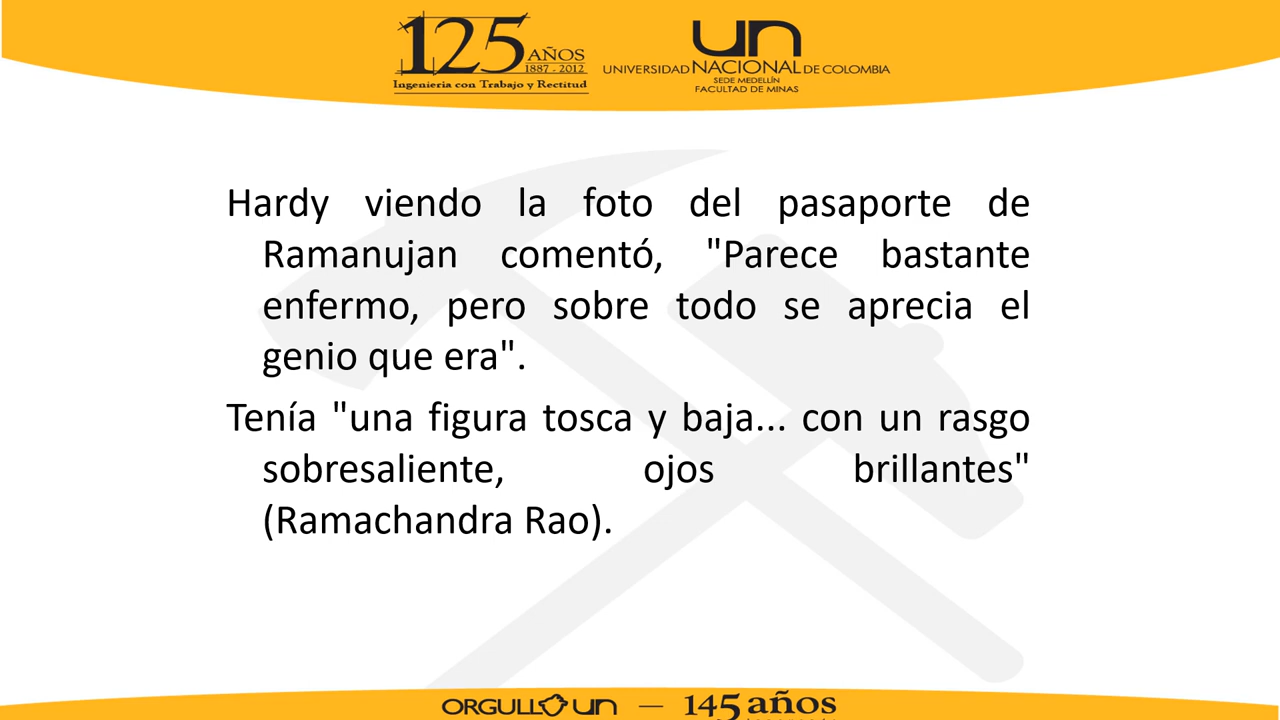 125 AÑOS
1887 - 2012
Ingeniería con Trabajo y Rectitud
un
UNIVERSIDAD NACIONAL DE COLOMBIA
SEDE MEDELLÍN
FACULTAD DE MINAS
Hardy viendo la foto del pasaporte de
Ramanujan comentó, "Parece bastante
enfermo, pero sobre todo se aprecia el
genio que era".
Tenía "una figura tosca y baja... con un rasgo
sobresaliente, ojos brillantes"
(Ramachandra Rao).
ORGULLO un — 145 años